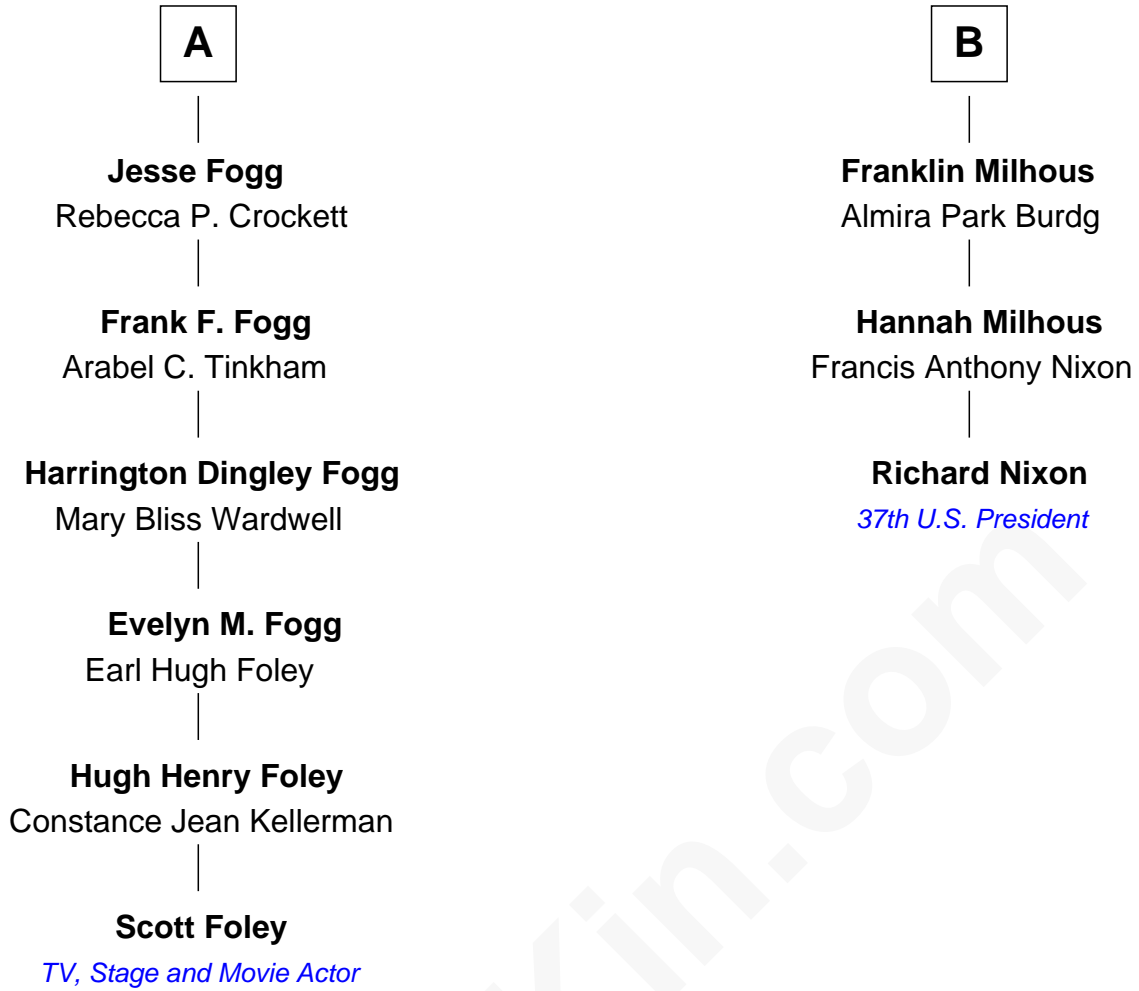 A
Jesse Fogg
Rebecca P. Crockett
Frank F. Fogg
Arabel C. Tinkham
Harrington Dingley Fogg
Mary Bliss Wardwell
Evelyn M. Fogg
Earl Hugh Foley
Hugh Henry Foley
Constance Jean Kellerman
Scott Foley
TV, Stage and Movie Actor
B
Franklin Milhous
Almira Park Burdg
Hannah Milhous
Francis Anthony Nixon
Richard Nixon
37th U.S. President
kin.com